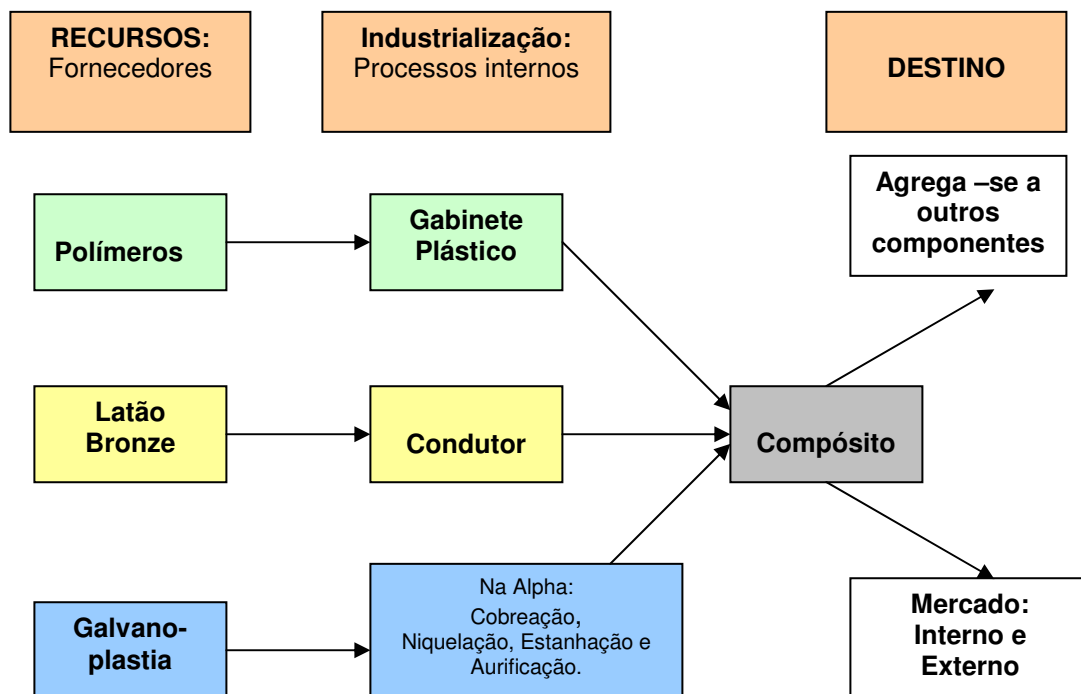 RECURSOS:
Fornecedores
Industrialização:
Processos internos
DESTINO
Polímeros
Gabinete
Plástico
Agrega –se a
outros
componentes
Latão
Bronze
Condutor
Compósito
Galvano-
plastia
Na Alpha:
Cobreação,
Niquelação, Estanhação e
Aurificação.
Mercado:
Interno e
Externo